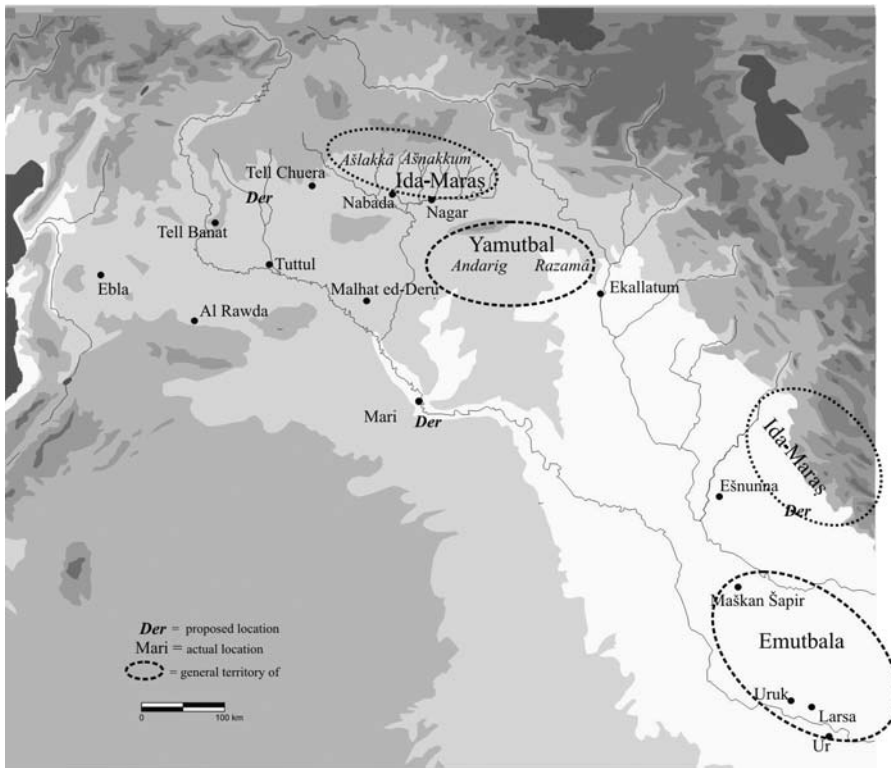 Ašlakkâ Ašnakkum
Tell Chuera
Ida-Maraṣ
Der
Nabada
Nagar
Tell Banat
Yamutbal
Andarig Razamâ
Tuttul
Ebla
Malhat ed-Deru
Ekallatum
Al Rawda
Mari
Der
Ida-Maraṣ
Ešnunna
Der
Maškan Šapir
Emutbala
Uruk
Larsa
Ur
Der = proposed location
Mari = actual location
= general territory of
0 100 km